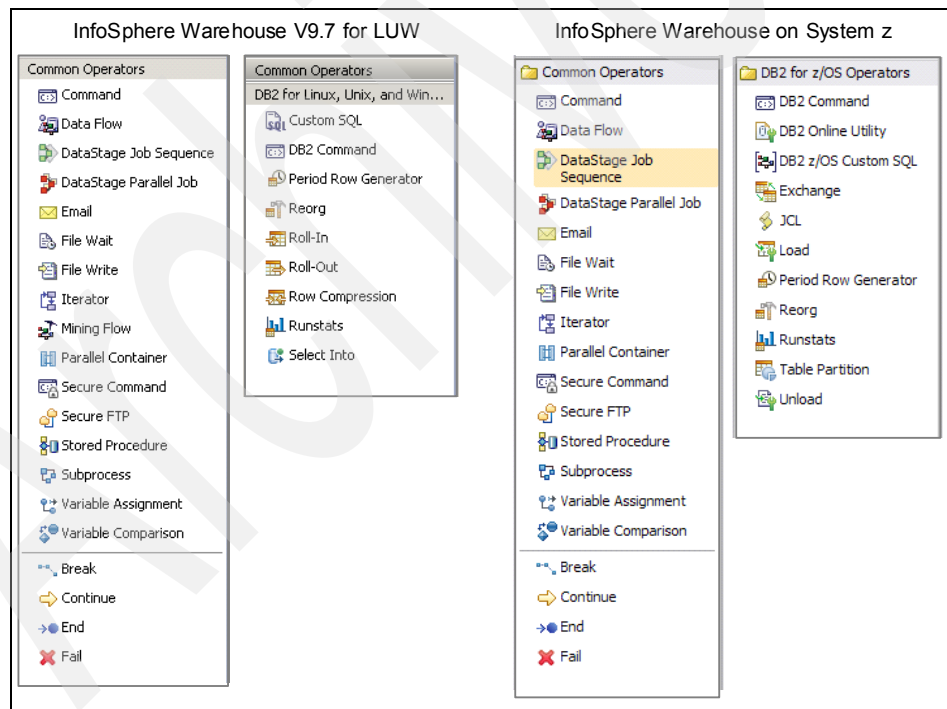 InfoSphere Warehouse V9.7 for LUW
Common Operators
Command
Data Flow
DataStage Job Sequence
DataStage Parallel Job
Email
File Wait
File Write
Iterator
Mining Flow
Parallel Container
Secure Command
Secure FTP
Stored Procedure
Subprocess
Variable Assignment
Variable Comparison
Break
Continue
End
Fail
Common Operators
DB2 for Linux, Unix, and Win...
Custom SQL
DB2 Command
Period Row Generator
Reorg
Roll-In
Roll-Out
Row Compression
Runstats
Select Into
InfoSphere Warehouse on System z
Common Operators
Command
Data Flow
DataStage Job
Sequence
DataStage Parallel Job
Email
File Wait
File Write
Iterator
Parallel Container
Secure Command
Secure FTP
Stored Procedure
Subprocess
Variable Assignment
Variable Comparison
Break
Continue
End
Fail
DB2 for z/OS Operators
DB2 Command
DB2 Online Utility
DB2 z/OS Custom SQL
Exchange
JCL
Load
Period Row Generator
Reorg
Runstats
Table Partition
Unload